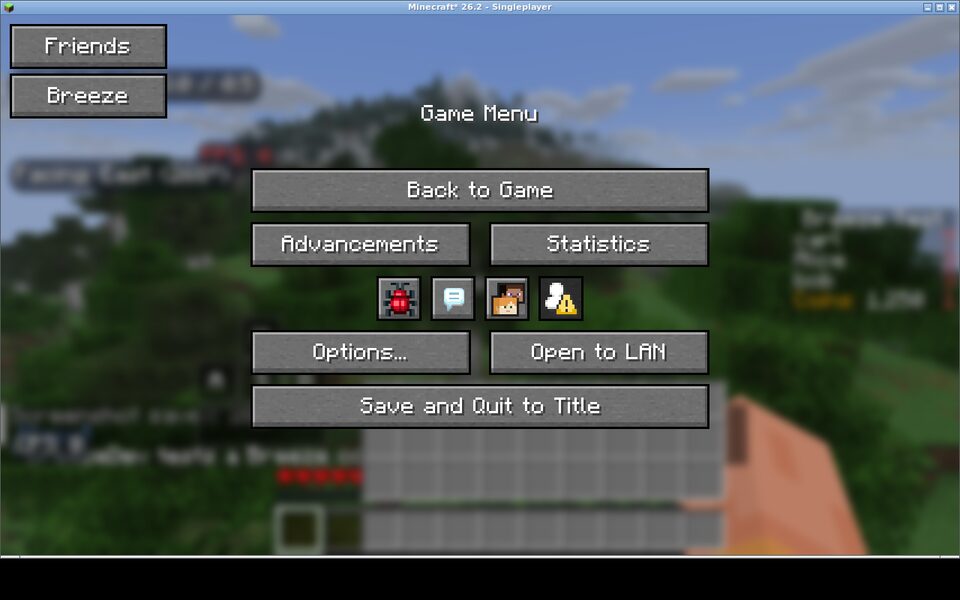 Minecraft* 26.2 - Singleplayer
Friends
Breeze
Game Menu
Back to Game
Advancements
Statistics
Options...
Open to LAN
Save and Quit to Title